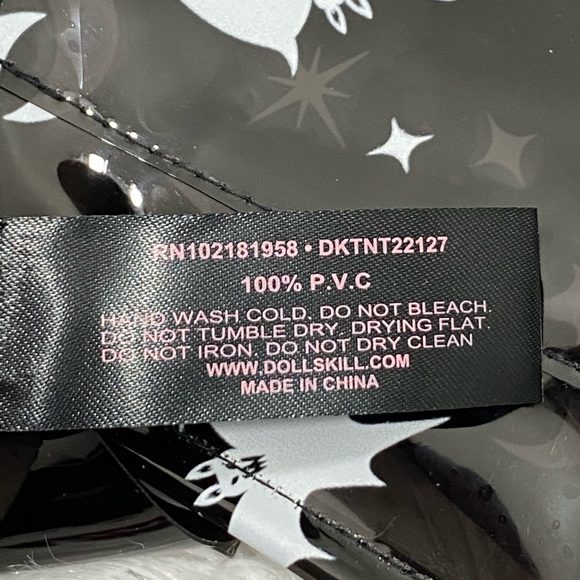 RN102181958 • DKTNT22127
100% P.V.C
HAND WASH COLD. DO NOT BLEACH.
DO NOT TUMBLE DRY. DRYING FLAT.
DO NOT IRON. DO NOT DRY CLEAN
WWW.DOLLSKILL.COM
MADE IN CHINA